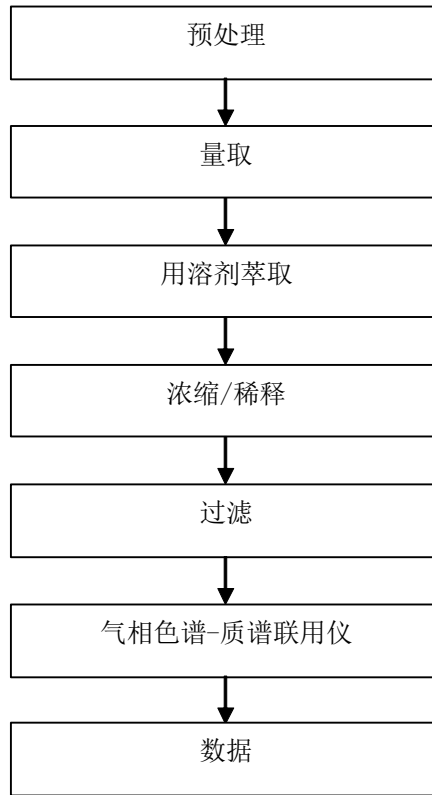 预处理
量取
用溶剂萃取
浓缩/稀释
过滤
气相色谱-质谱联用仪
数据